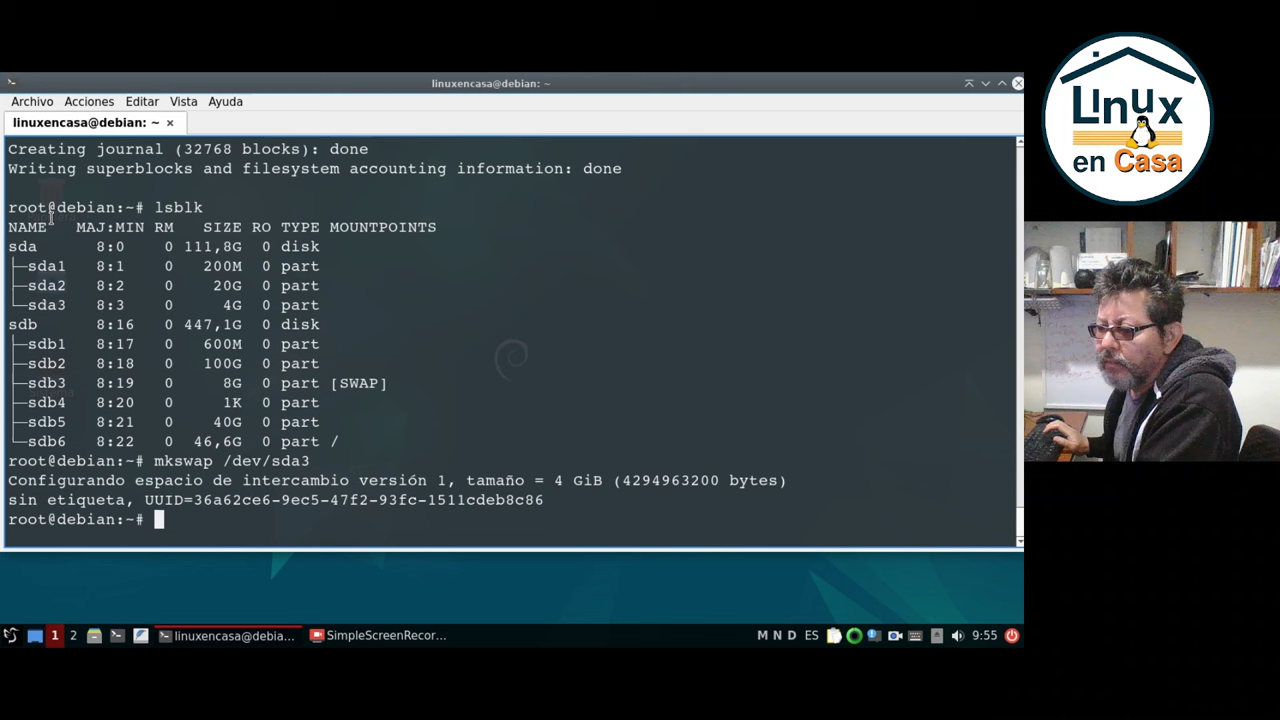 linuxencasa@debian: ~
Archivo Acciones Editar Vista Ayuda
linuxencasa@debian: ~ ×
Creating journal (32768 blocks): done
Writing superblocks and filesystem accounting information: done
root@debian:~# lsblk
NAME MAJ:MIN RM SIZE RO TYPE MOUNTPOINTS
sda 8:0 0 111,8G 0 disk
├─sda1 8:1 0 200M 0 part
├─sda2 8:2 0 20G 0 part
└─sda3 8:3 0 4G 0 part
sdb 8:16 0 447,1G 0 disk
├─sdb1 8:17 0 600M 0 part
├─sdb2 8:18 0 100G 0 part
├─sdb3 8:19 0 8G 0 part [SWAP]
├─sdb4 8:20 0 1K 0 part
├─sdb5 8:21 0 40G 0 part
└─sdb6 8:22 0 46,6G 0 part /
root@debian:~# mkswap /dev/sda3
Configurando espacio de intercambio versión 1, tamaño = 4 GiB (4294963200 bytes)
sin etiqueta, UUID=36a62ce6-9ec5-47f2-93fc-1511cdeb8c86
root@debian:~#
1 2 linuxencasa@debia... SimpleScreenRecor... M N D ES 9:55
Linux
en Casa